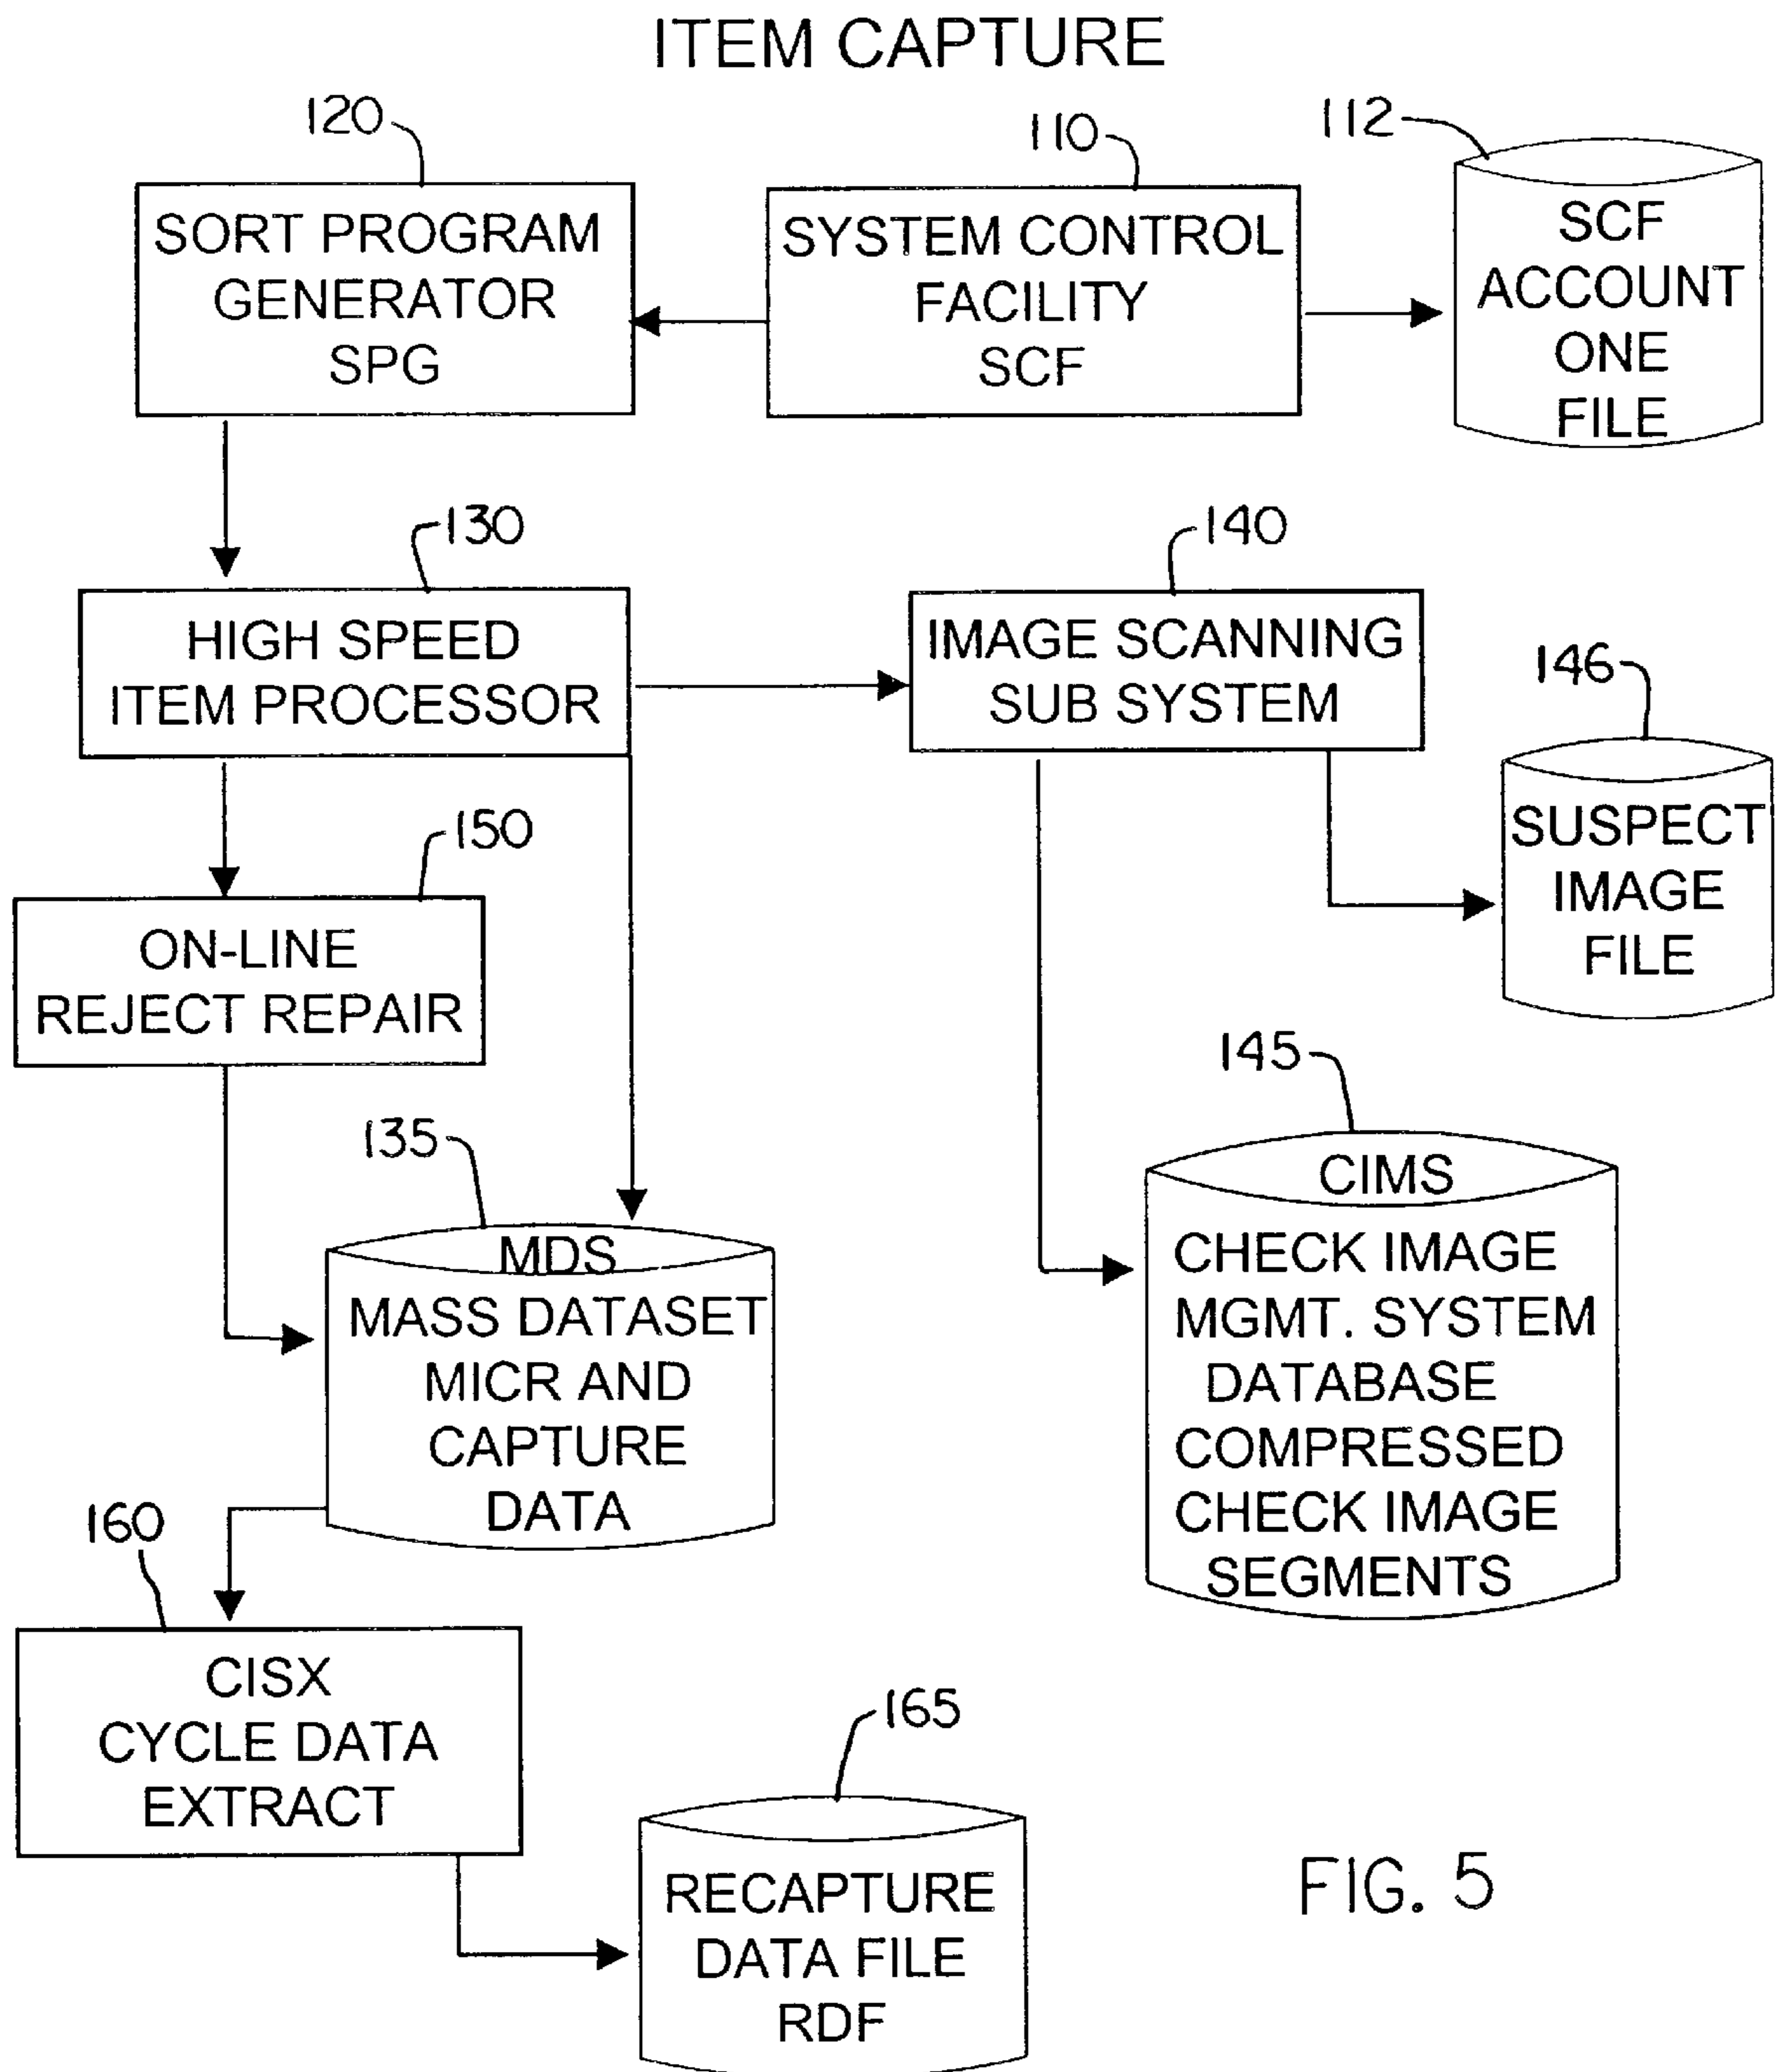 ITEM CAPTURE
120
110
112
SORT PROGRAM
GENERATOR
SPG
SYSTEM CONTROL
FACILITY
SCF
SCF
ACCOUNT
ONE
FILE
130
140
HIGH SPEED
ITEM PROCESSOR
IMAGE SCANNING
SUB SYSTEM
146
SUSPECT
IMAGE
FILE
150
ON-LINE
REJECT REPAIR
145
CIMS
CHECK IMAGE
MGMT. SYSTEM
DATABASE
COMPRESSED
CHECK IMAGE
SEGMENTS
135
MDS
MASS DATASET
MICR AND
CAPTURE
DATA
160
CISX
CYCLE DATA
EXTRACT
165
RECAPTURE
DATA FILE
RDF
FIG. 5